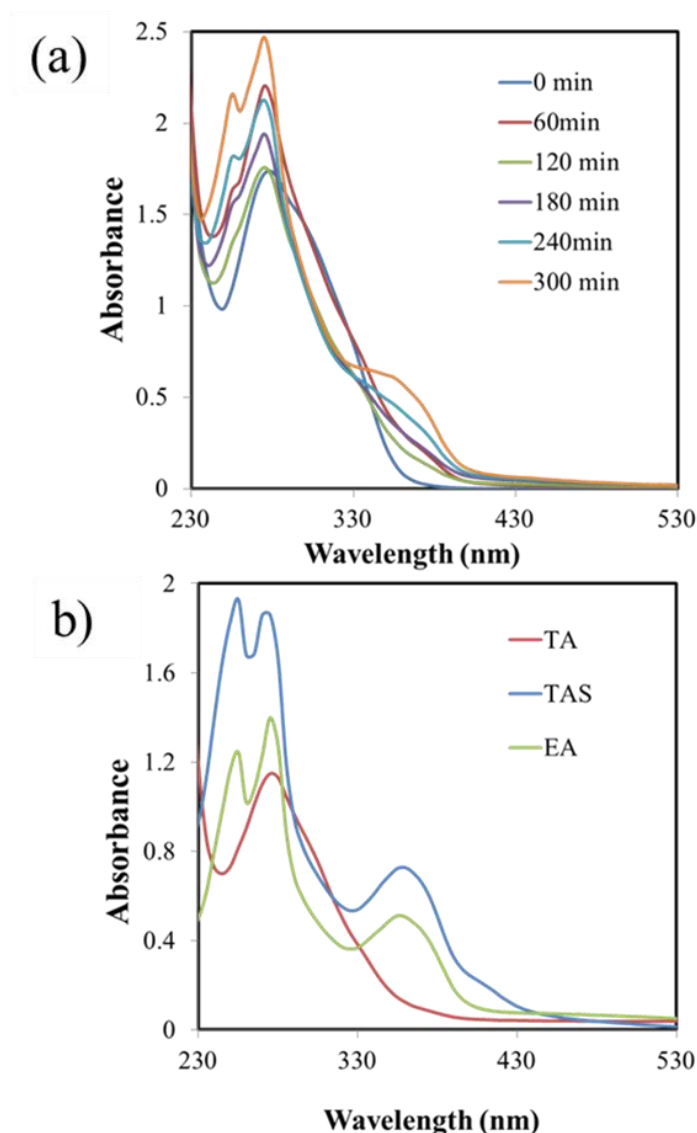 (a)
2.5
2
1.5
1
0.5
0
Absorbance
0 min
60min
120 min
180 min
240min
300 min
230
330
430
530
Wavelength (nm)
b)
2
1.6
1.2
0.8
0.4
0
Absorbance
TA
TAS
EA
230
330
430
530
Wavelength (nm)